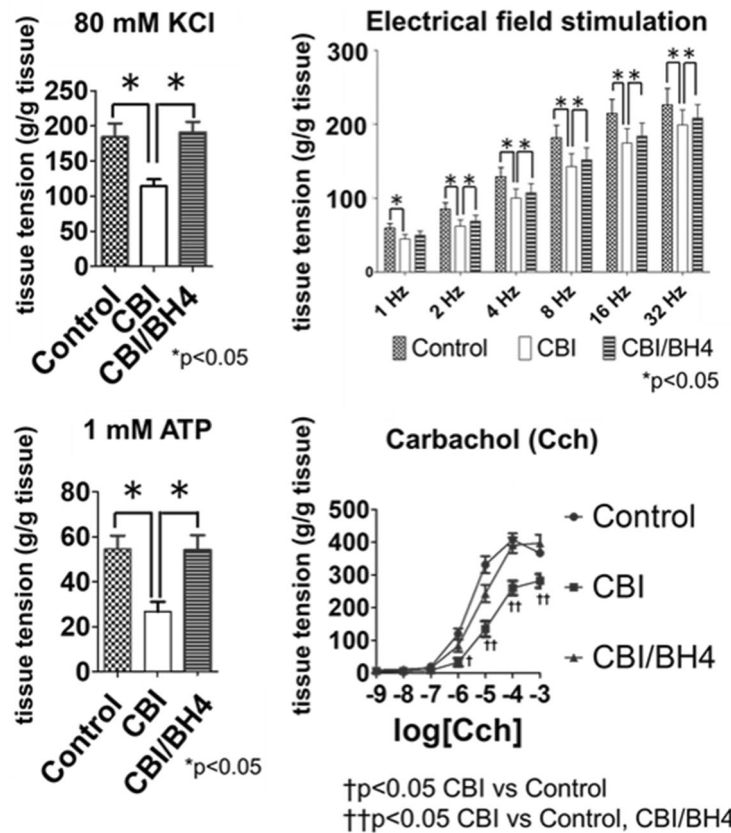 80 mM KCl
tissue tension (g/g tissue)
250
200
150
100
50
0
* *
Control
CBI
CBI/BH4
*p<0.05
Electrical field stimulation
tissue tension (g/g tissue)
300
200
100
0
*
* *
* *
* *
* *
* *
1 Hz
2 Hz
4 Hz
8 Hz
16 Hz
32 Hz
Control CBI CBI/BH4
*p<0.05
1 mM ATP
tissue tension (g/g tissue)
80
60
40
20
0
* *
Control
CBI
CBI/BH4
*p<0.05
Carbachol (Cch)
tissue tension (g/g tissue)
500
400
300
200
100
0
†
††
††
††
-9 -8 -7 -6 -5 -4 -3
log[Cch]
Control
CBI
CBI/BH4
†p<0.05 CBI vs Control
††p<0.05 CBI vs Control, CBI/BH4